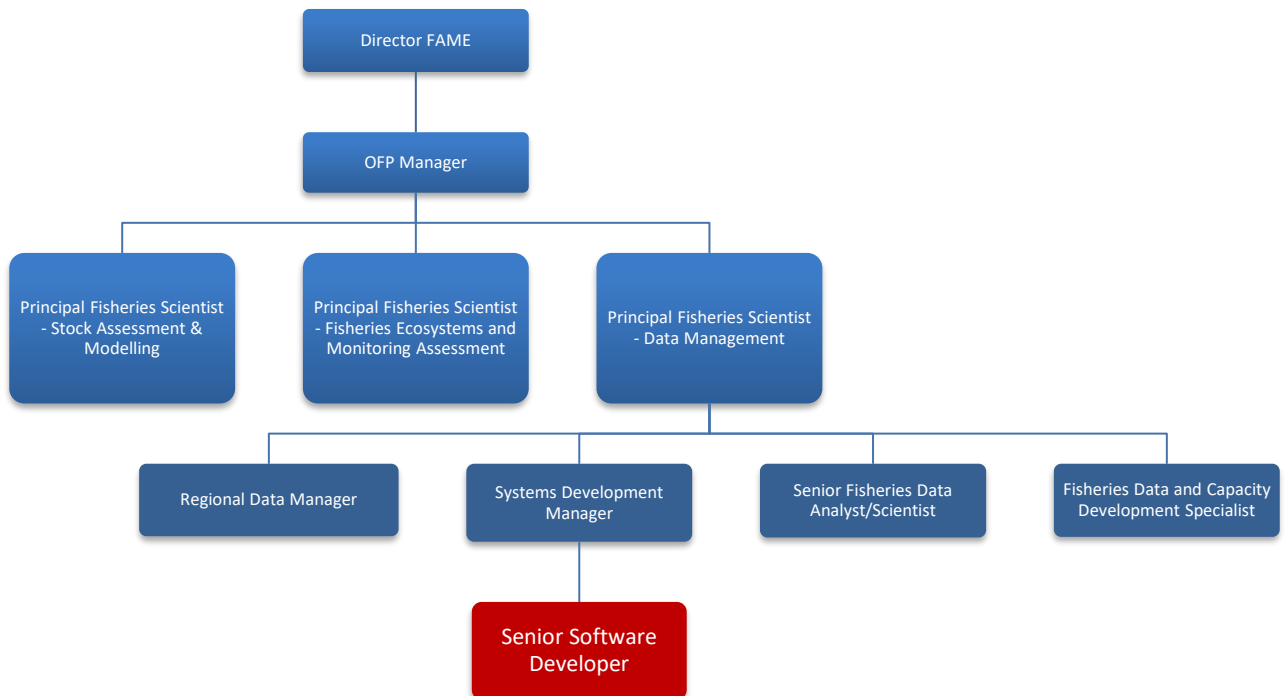 Director FAME
OFP Manager
Principal Fisheries Scientist
- Stock Assessment &
Modelling
Principal Fisheries Scientist
- Fisheries Ecosystems and
Monitoring Assessment
Principal Fisheries Scientist
- Data Management
Regional Data Manager
Systems Development
Manager
Senior Fisheries Data
Analyst/Scientist
Fisheries Data and Capacity
Development Specialist
Senior Software
Developer